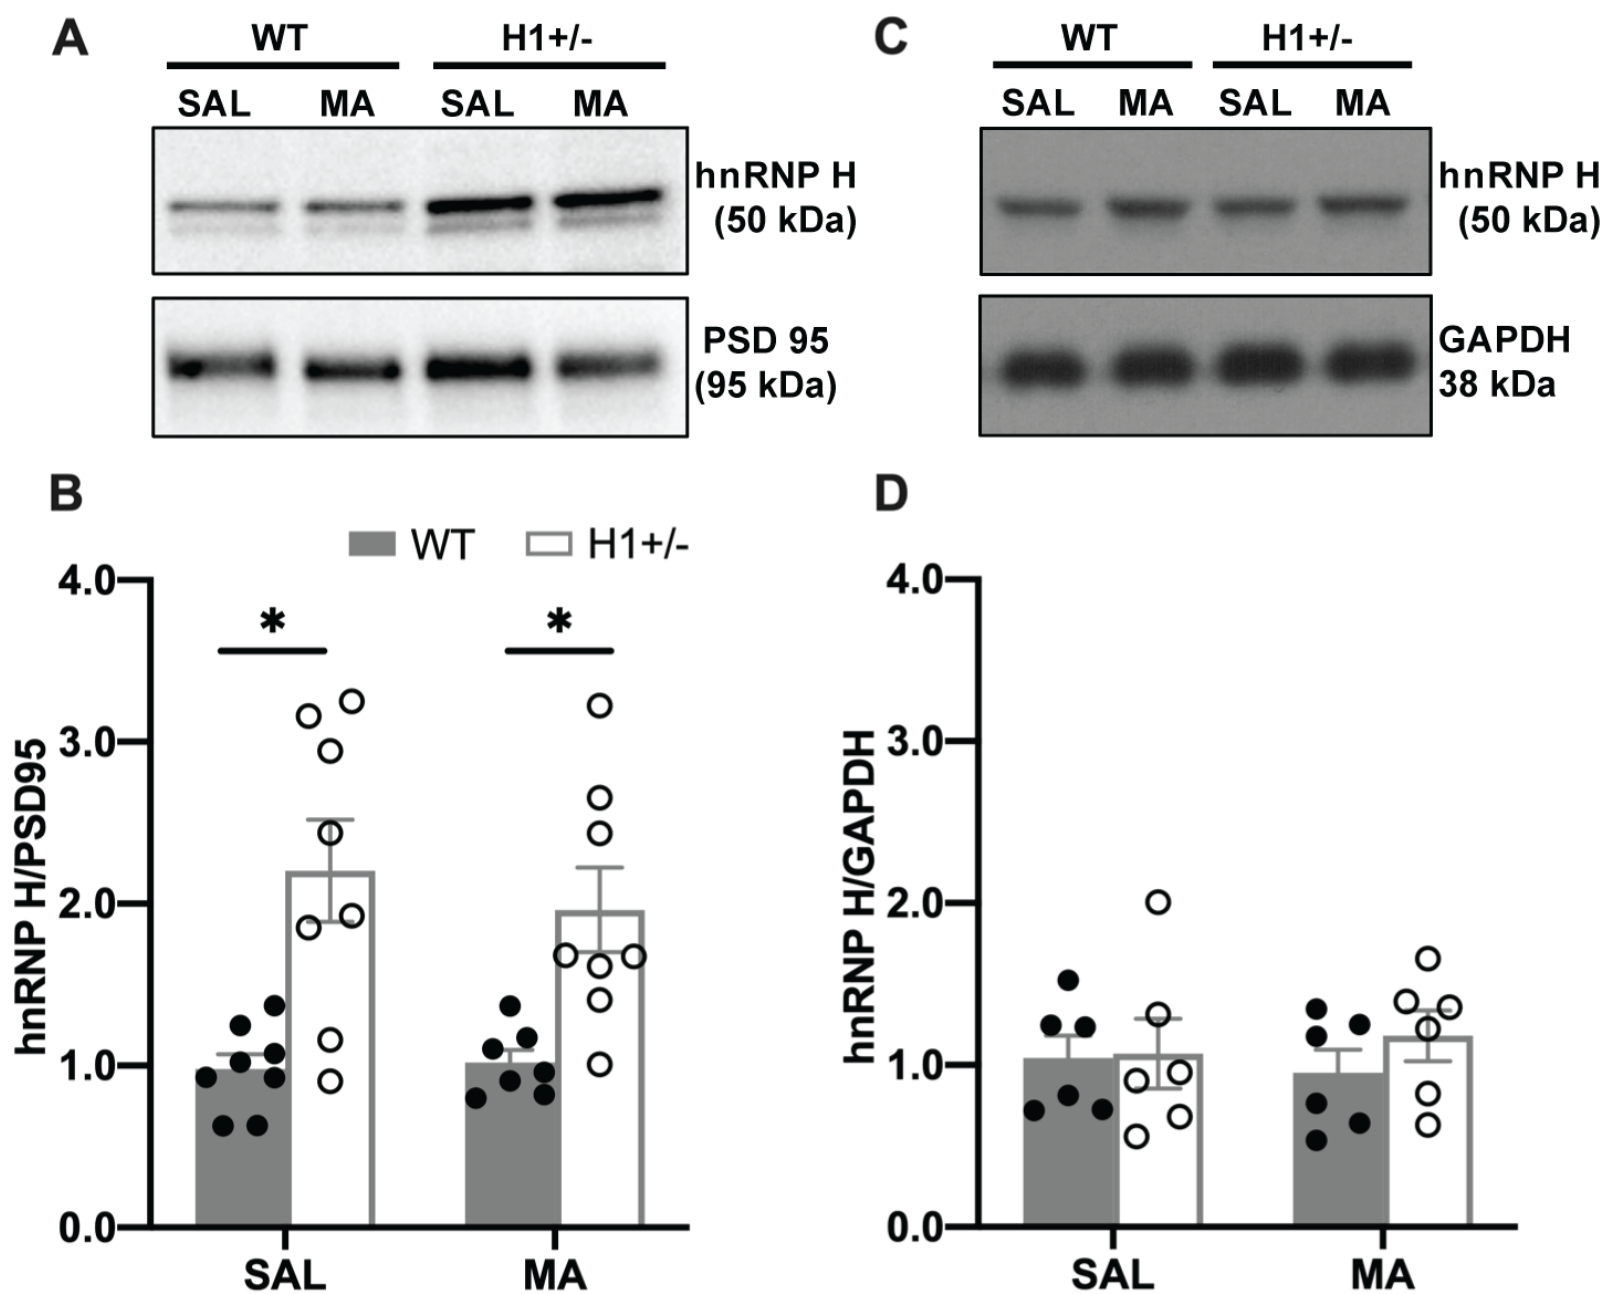 A
WT H1+/-
SAL MA SAL MA
hnRNP H
(50 kDa)
PSD 95
(95 kDa)
C
WT H1+/-
SAL MA SAL MA
hnRNP H
(50 kDa)
GAPDH
38 kDa
B
WT H1+/-
hnRNP H/PSD95
4.0
3.0
2.0
1.0
0.0
* *
SAL MA
D
hnRNP H/GAPDH
4.0
3.0
2.0
1.0
0.0
SAL MA